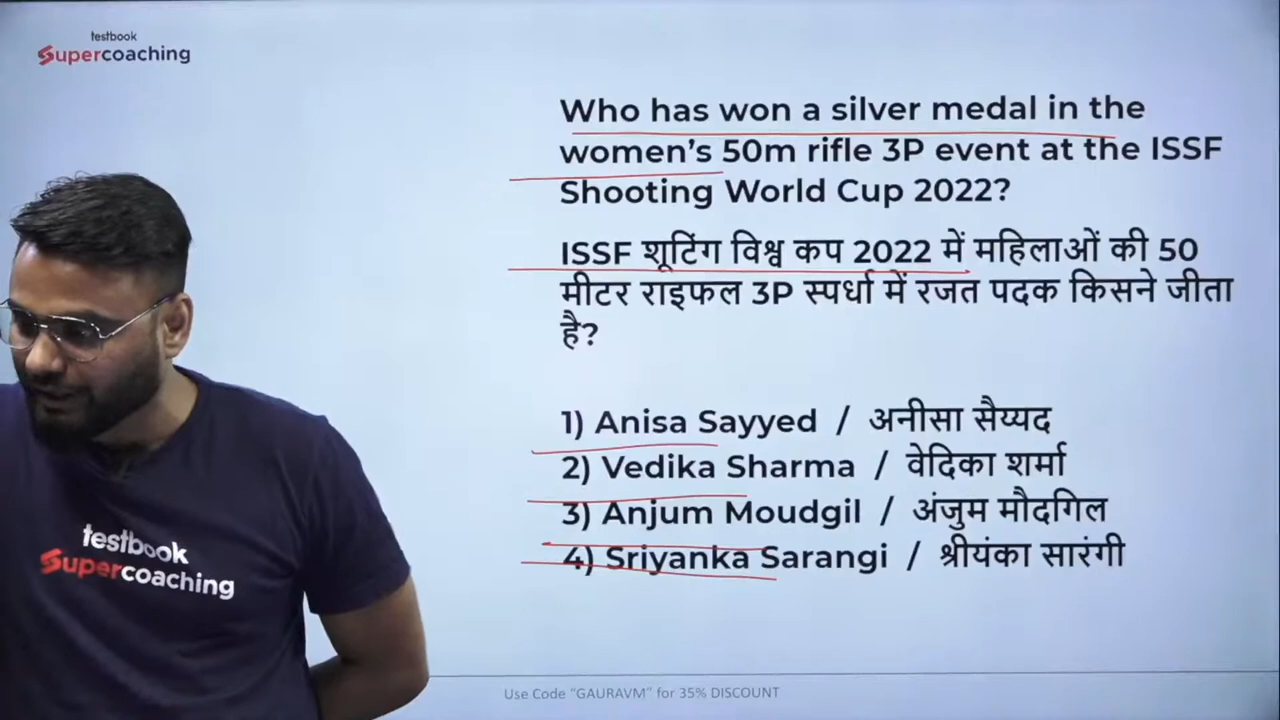 testbook
Supercoaching
Who has won a silver medal in the
women's 50m rifle 3P event at the ISSF
Shooting World Cup 2022?
ISSF शूटिंग विश्व कप 2022 में महिलाओं की 50
मीटर राइफल 3P स्पर्धा में रजत पदक किसने जीता
है?
1) Anisa Sayyed / अनीसा सैय्यद
2) Vedika Sharma / वेदिका शर्मा
3) Anjum Moudgil / अंजुम मौदगिल
4) Sriyanka Sarangi / श्रीयंका सारंगी
testbook
Supercoaching
Use Code "GAURAVM" for 35% DISCOUNT